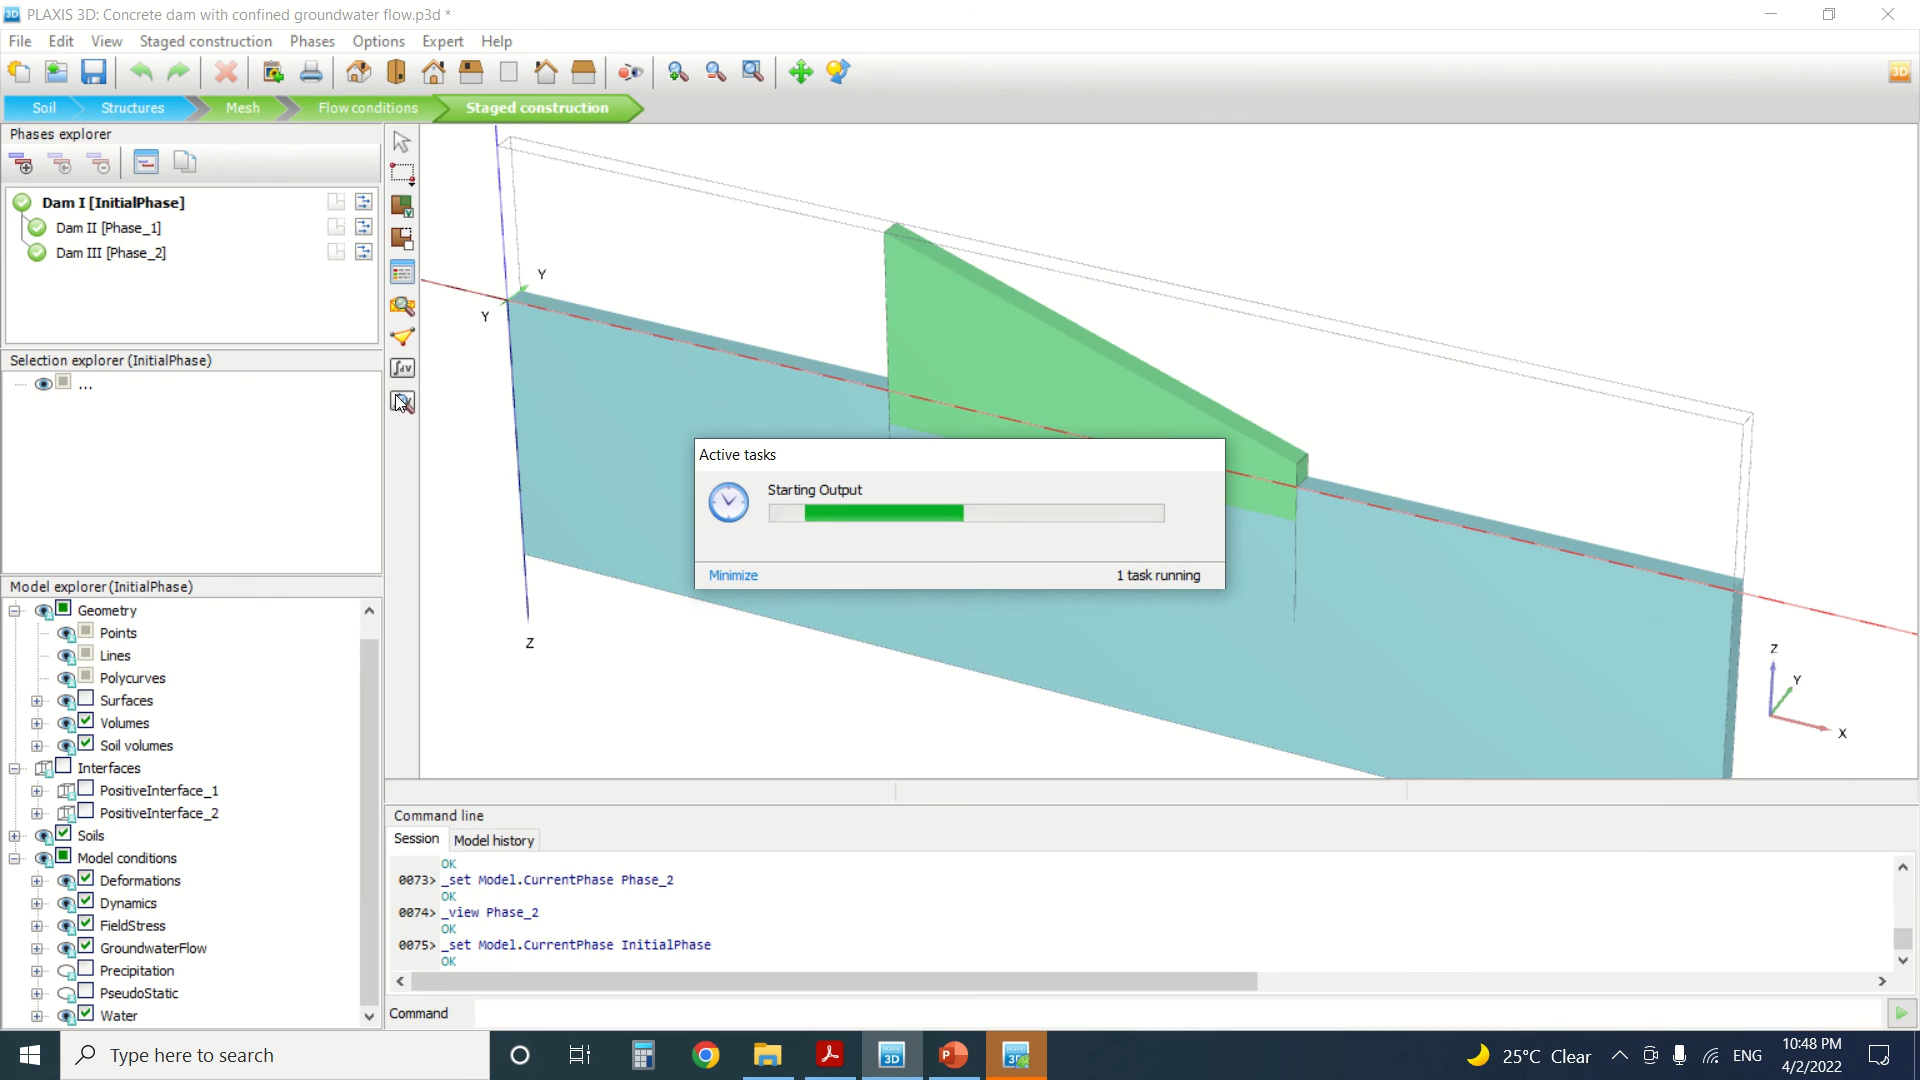 PLAXIS 3D: Concrete dam with confined groundwater flow.p3d *
File Edit View Staged construction Phases Options Expert Help
Soil Structures Mesh Flow conditions Staged construction
Phases explorer
Dam I [InitialPhase]
Dam II [Phase_1]
Dam III [Phase_2]
Selection explorer (InitialPhase)
...
Model explorer (InitialPhase)
Geometry
Points
Lines
Polycurves
Surfaces
Volumes
Soil volumes
Interfaces
PositiveInterface_1
PositiveInterface_2
Soils
Model conditions
Deformations
Dynamics
FieldStress
GroundwaterFlow
Precipitation
PseudoStatic
Water
Y
Y
Z
Z
Y
X
Active tasks
Starting Output
Minimize 1 task running
Command line
Session Model history
OK
0073> _set Model.CurrentPhase Phase_2
OK
0074> _view Phase_2
OK
0075> _set Model.CurrentPhase InitialPhase
OK
Command
Type here to search
25°C Clear
ENG
10:48 PM
4/2/2022